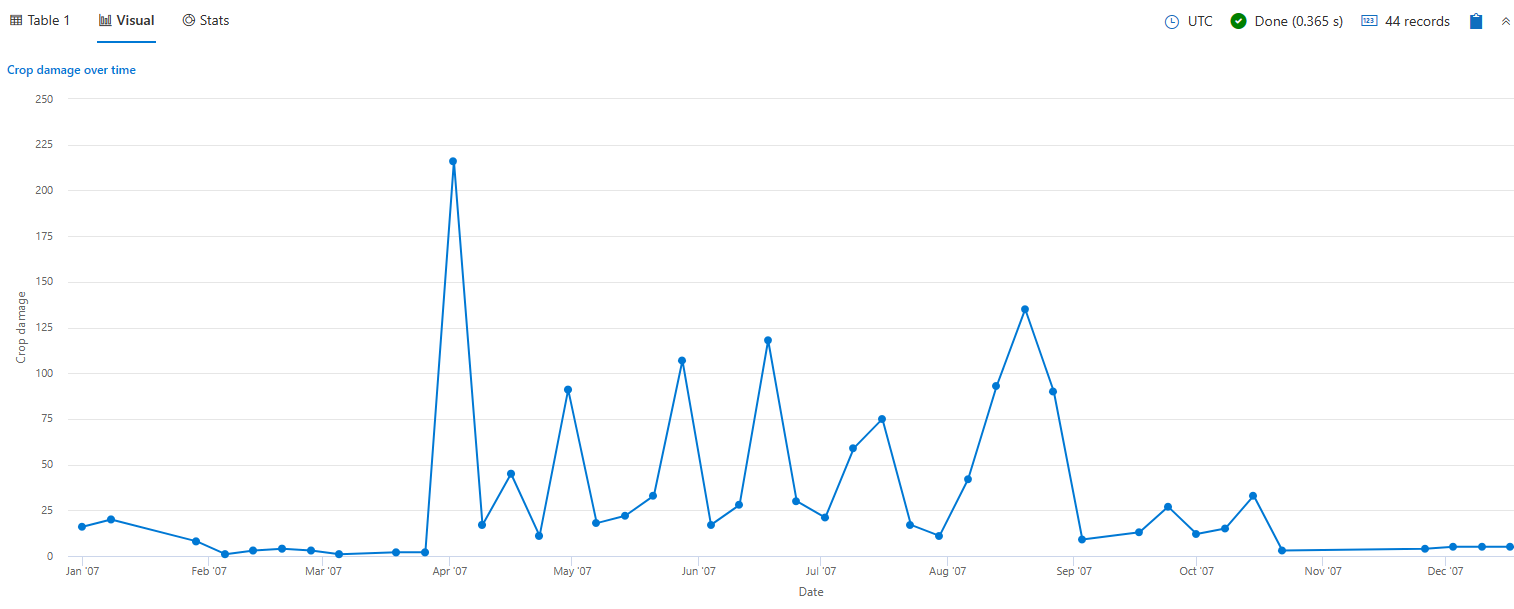 Table 1 Visual Stats UTC Done (0.365 s) 123 44 records
Crop damage over time
250
225
200
175
150
125
100
75
50
25
0
Crop damage
Jan '07 Feb '07 Mar '07 Apr '07 May '07 Jun '07 Jul '07 Aug '07 Sep '07 Oct '07 Nov '07 Dec '07
Date